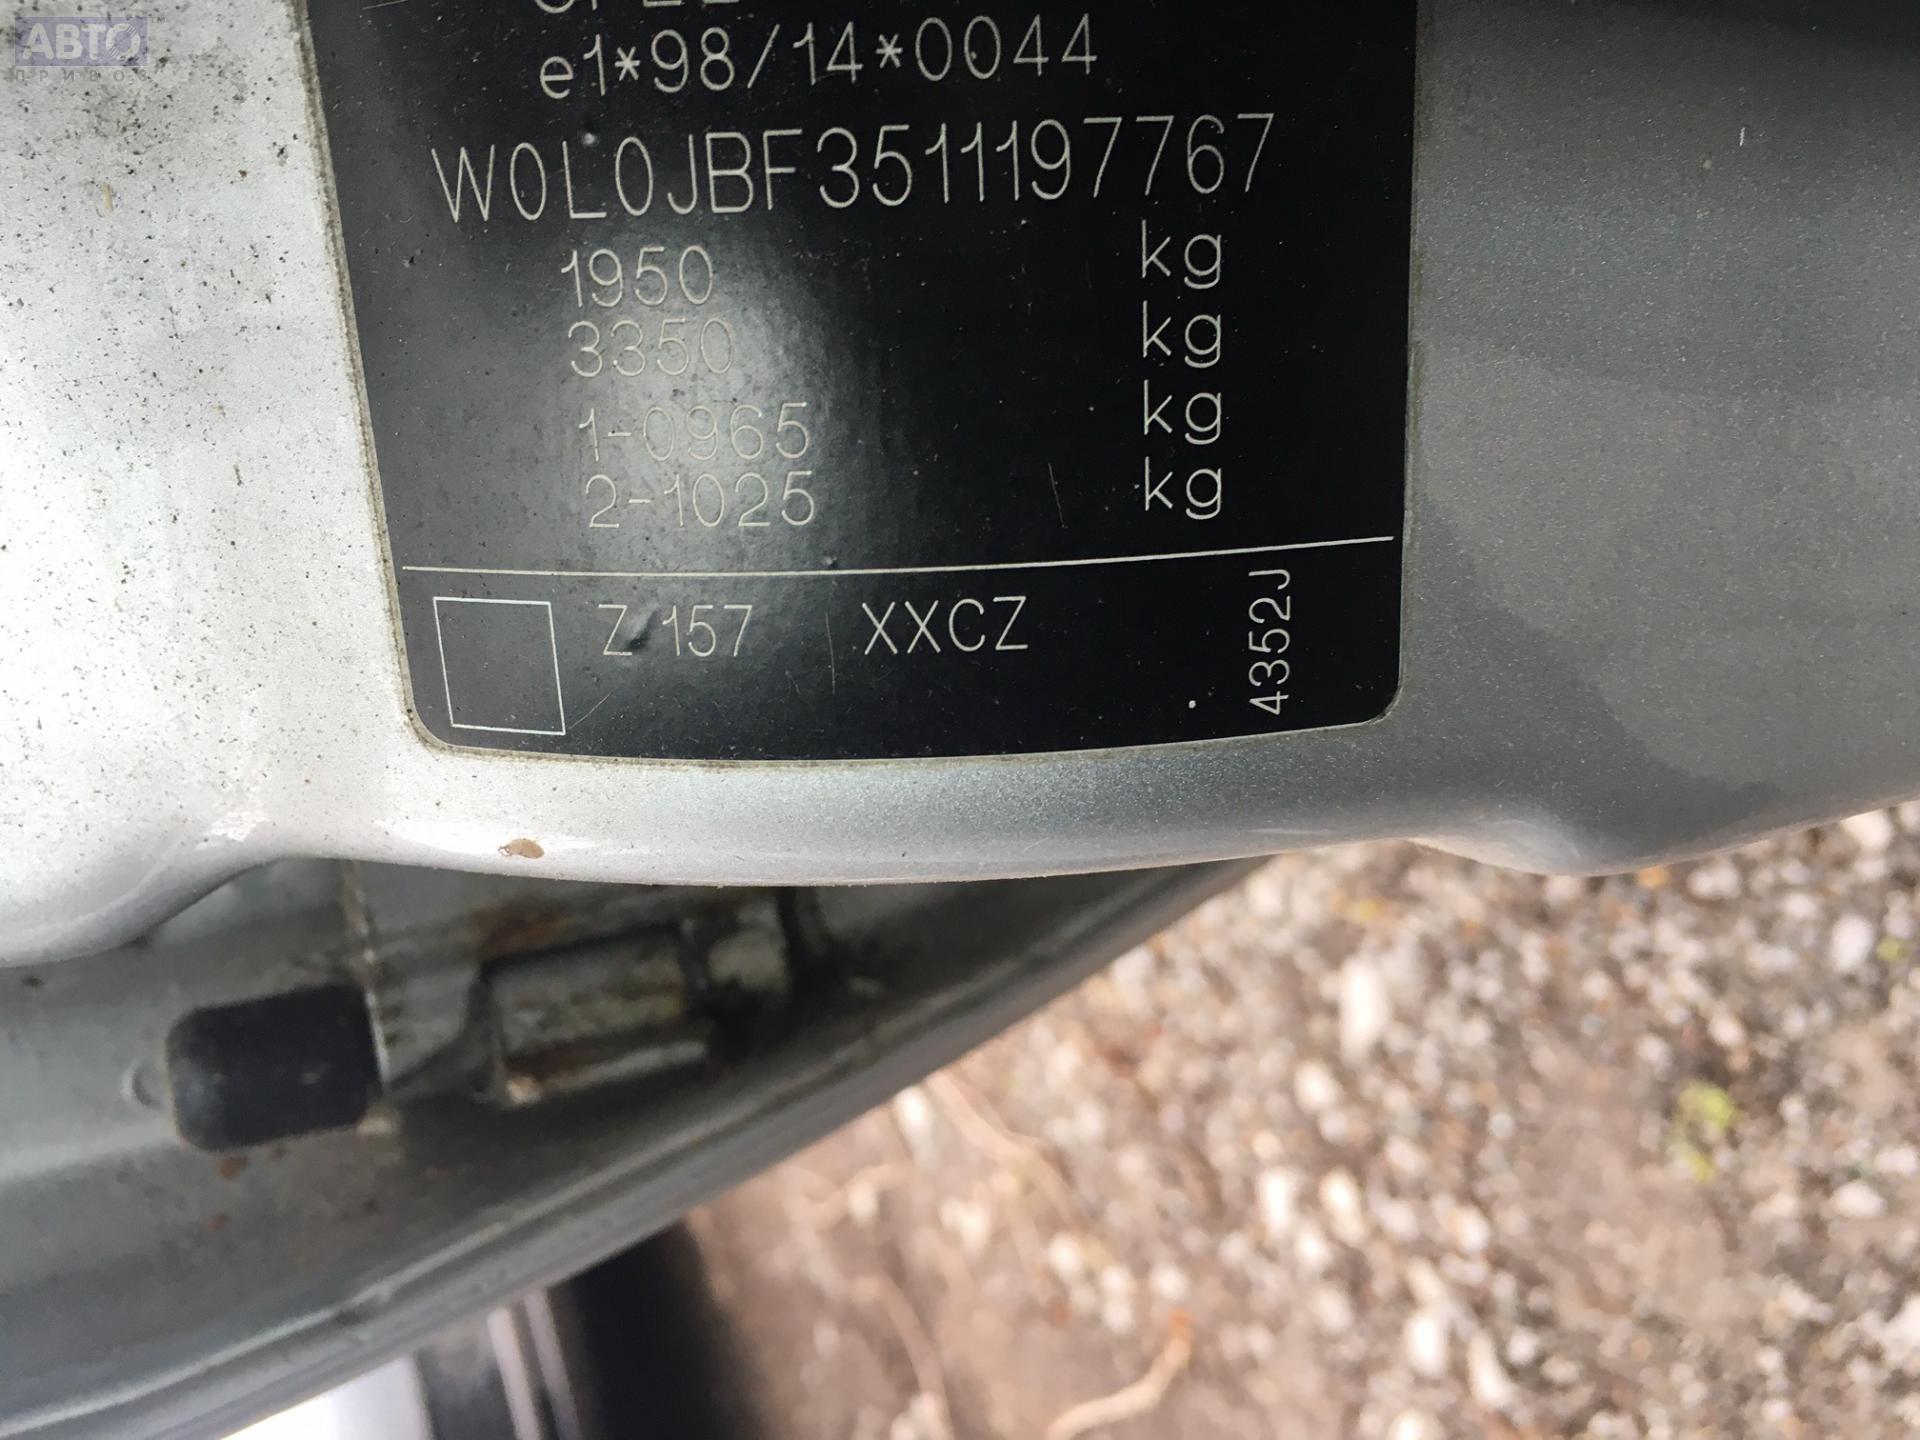 АВТО
ПРИВОЗ
e1*98/14*0044
W0L0JBF3511197767
1950 kg
3350 kg
1-0965 kg
2-1025 kg
Z 157 XXCZ
4352J